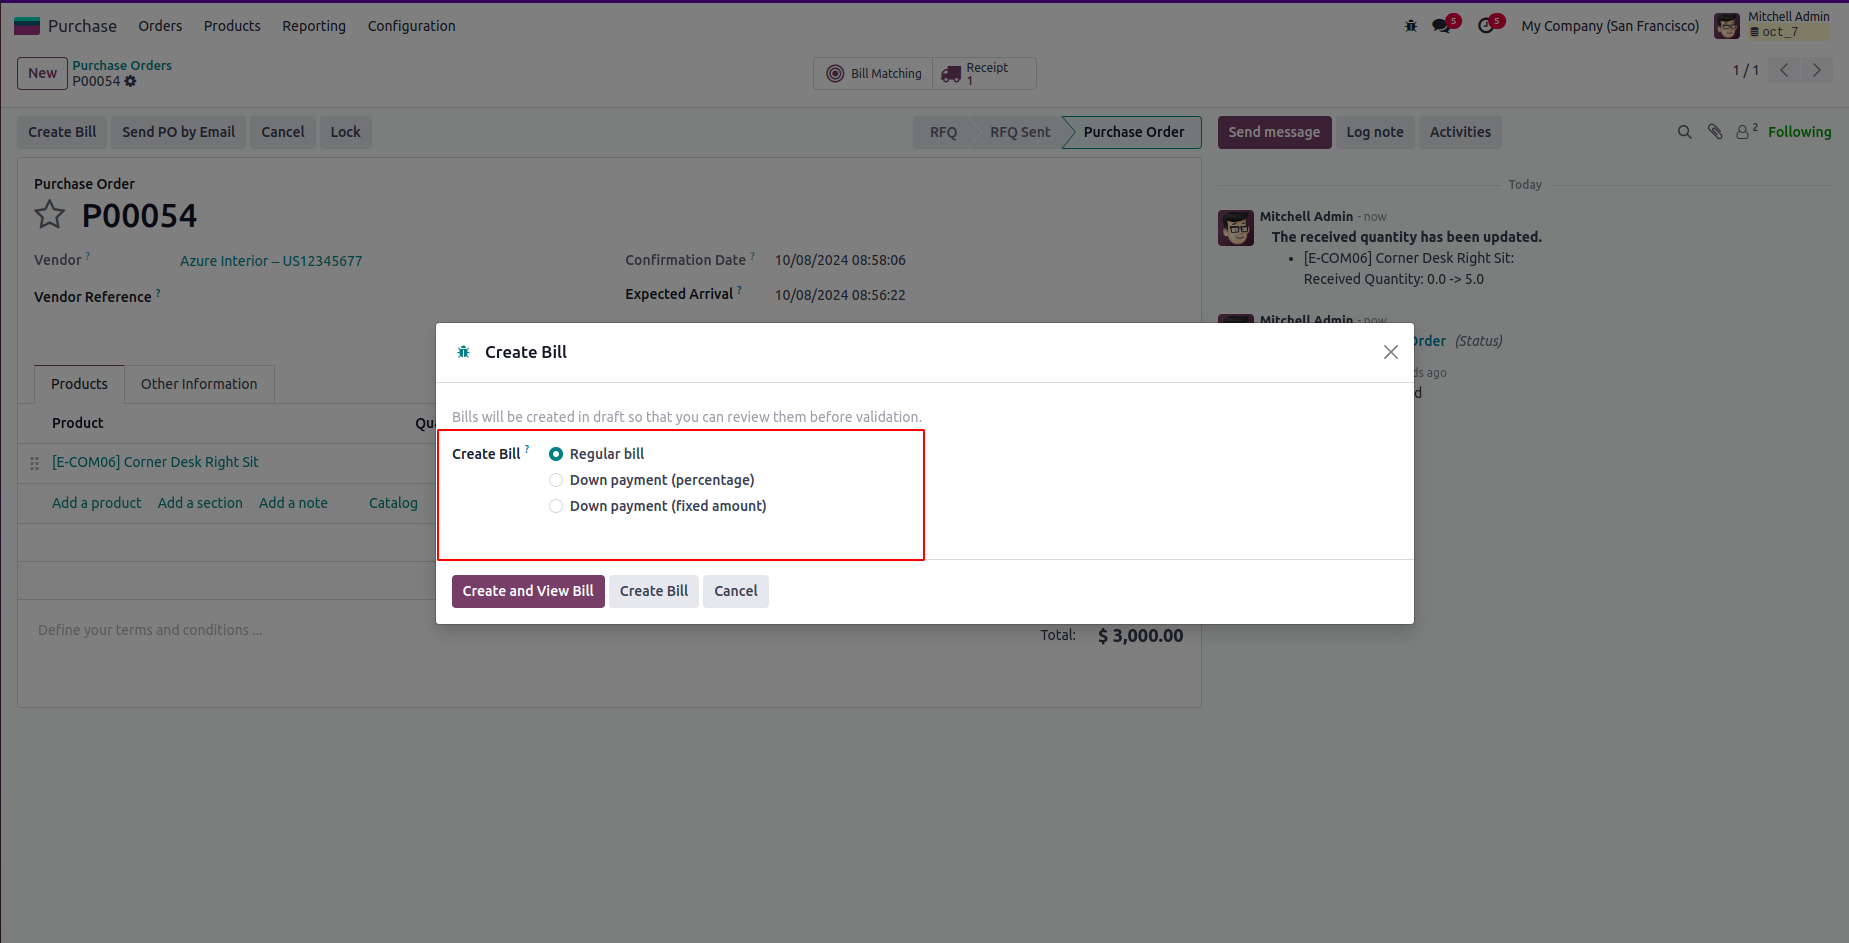 Purchase Orders Products Reporting Configuration
5 5 My Company (San Francisco) Mitchell Admin
oct_7
New Purchase Orders
P00054
Bill Matching Receipt
1
1 / 1
Create Bill Send PO by Email Cancel Lock
RFQ RFQ Sent Purchase Order
Send message Log note Activities
2 Following
Purchase Order
P00054
Vendor ? Azure Interior – US12345677
Confirmation Date ? 10/08/2024 08:58:06
Vendor Reference ?
Expected Arrival ? 10/08/2024 08:56:22
Today
Mitchell Admin - now
The received quantity has been updated.
• [E-COM06] Corner Desk Right Sit:
Received Quantity: 0.0 -> 5.0
Mitchell Admin - now
Order (Status)
ds ago
d
Products Other Information
Product Qua
[E-COM06] Corner Desk Right Sit
Add a product Add a section Add a note Catalog
Define your terms and conditions ...
Total: $ 3,000.00
Create Bill
Bills will be created in draft so that you can review them before validation.
Create Bill ? Regular bill
Down payment (percentage)
Down payment (fixed amount)
Create and View Bill Create Bill Cancel